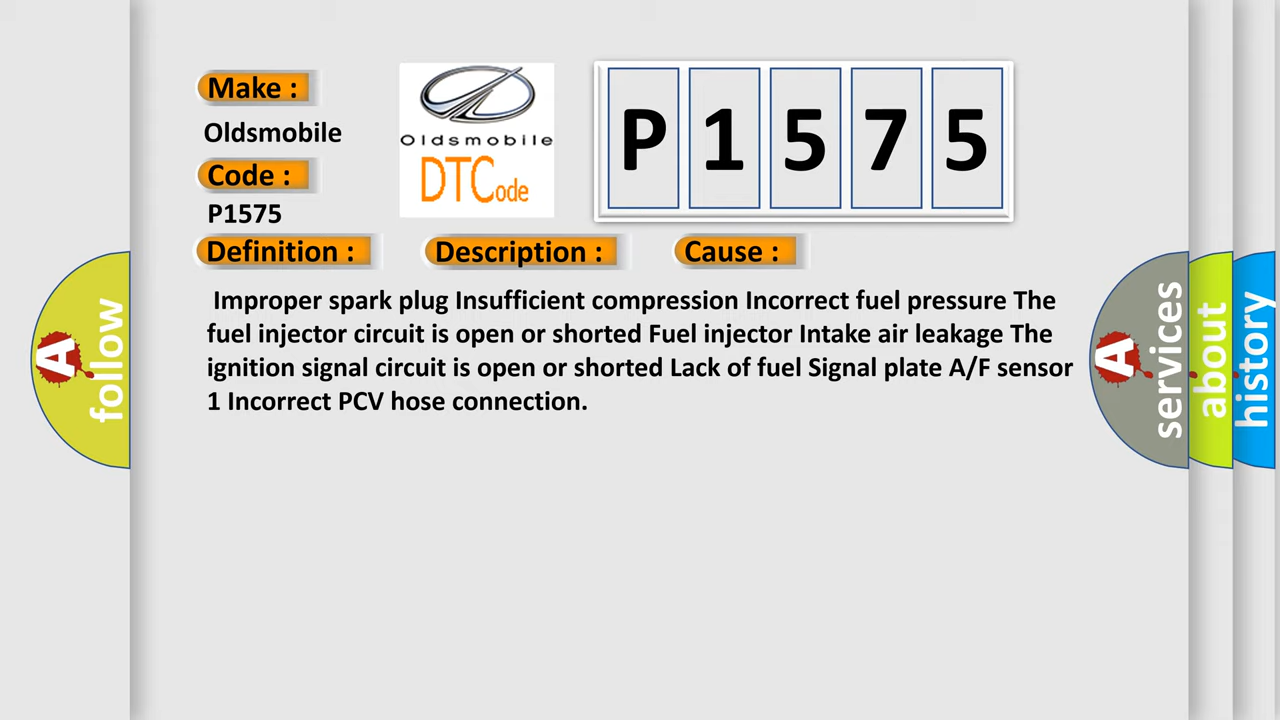 Make :
Oldsmobile
Code :
P1575
Oldsmobile
DTCode
P 1 5 7 5
Definition :
Description :
Cause :
Improper spark plug Insufficient compression Incorrect fuel pressure The
fuel injector circuit is open or shorted Fuel injector Intake air leakage The
ignition signal circuit is open or shorted Lack of fuel Signal plate A/F sensor
1 Incorrect PCV hose connection.
A follow
A services
about
history